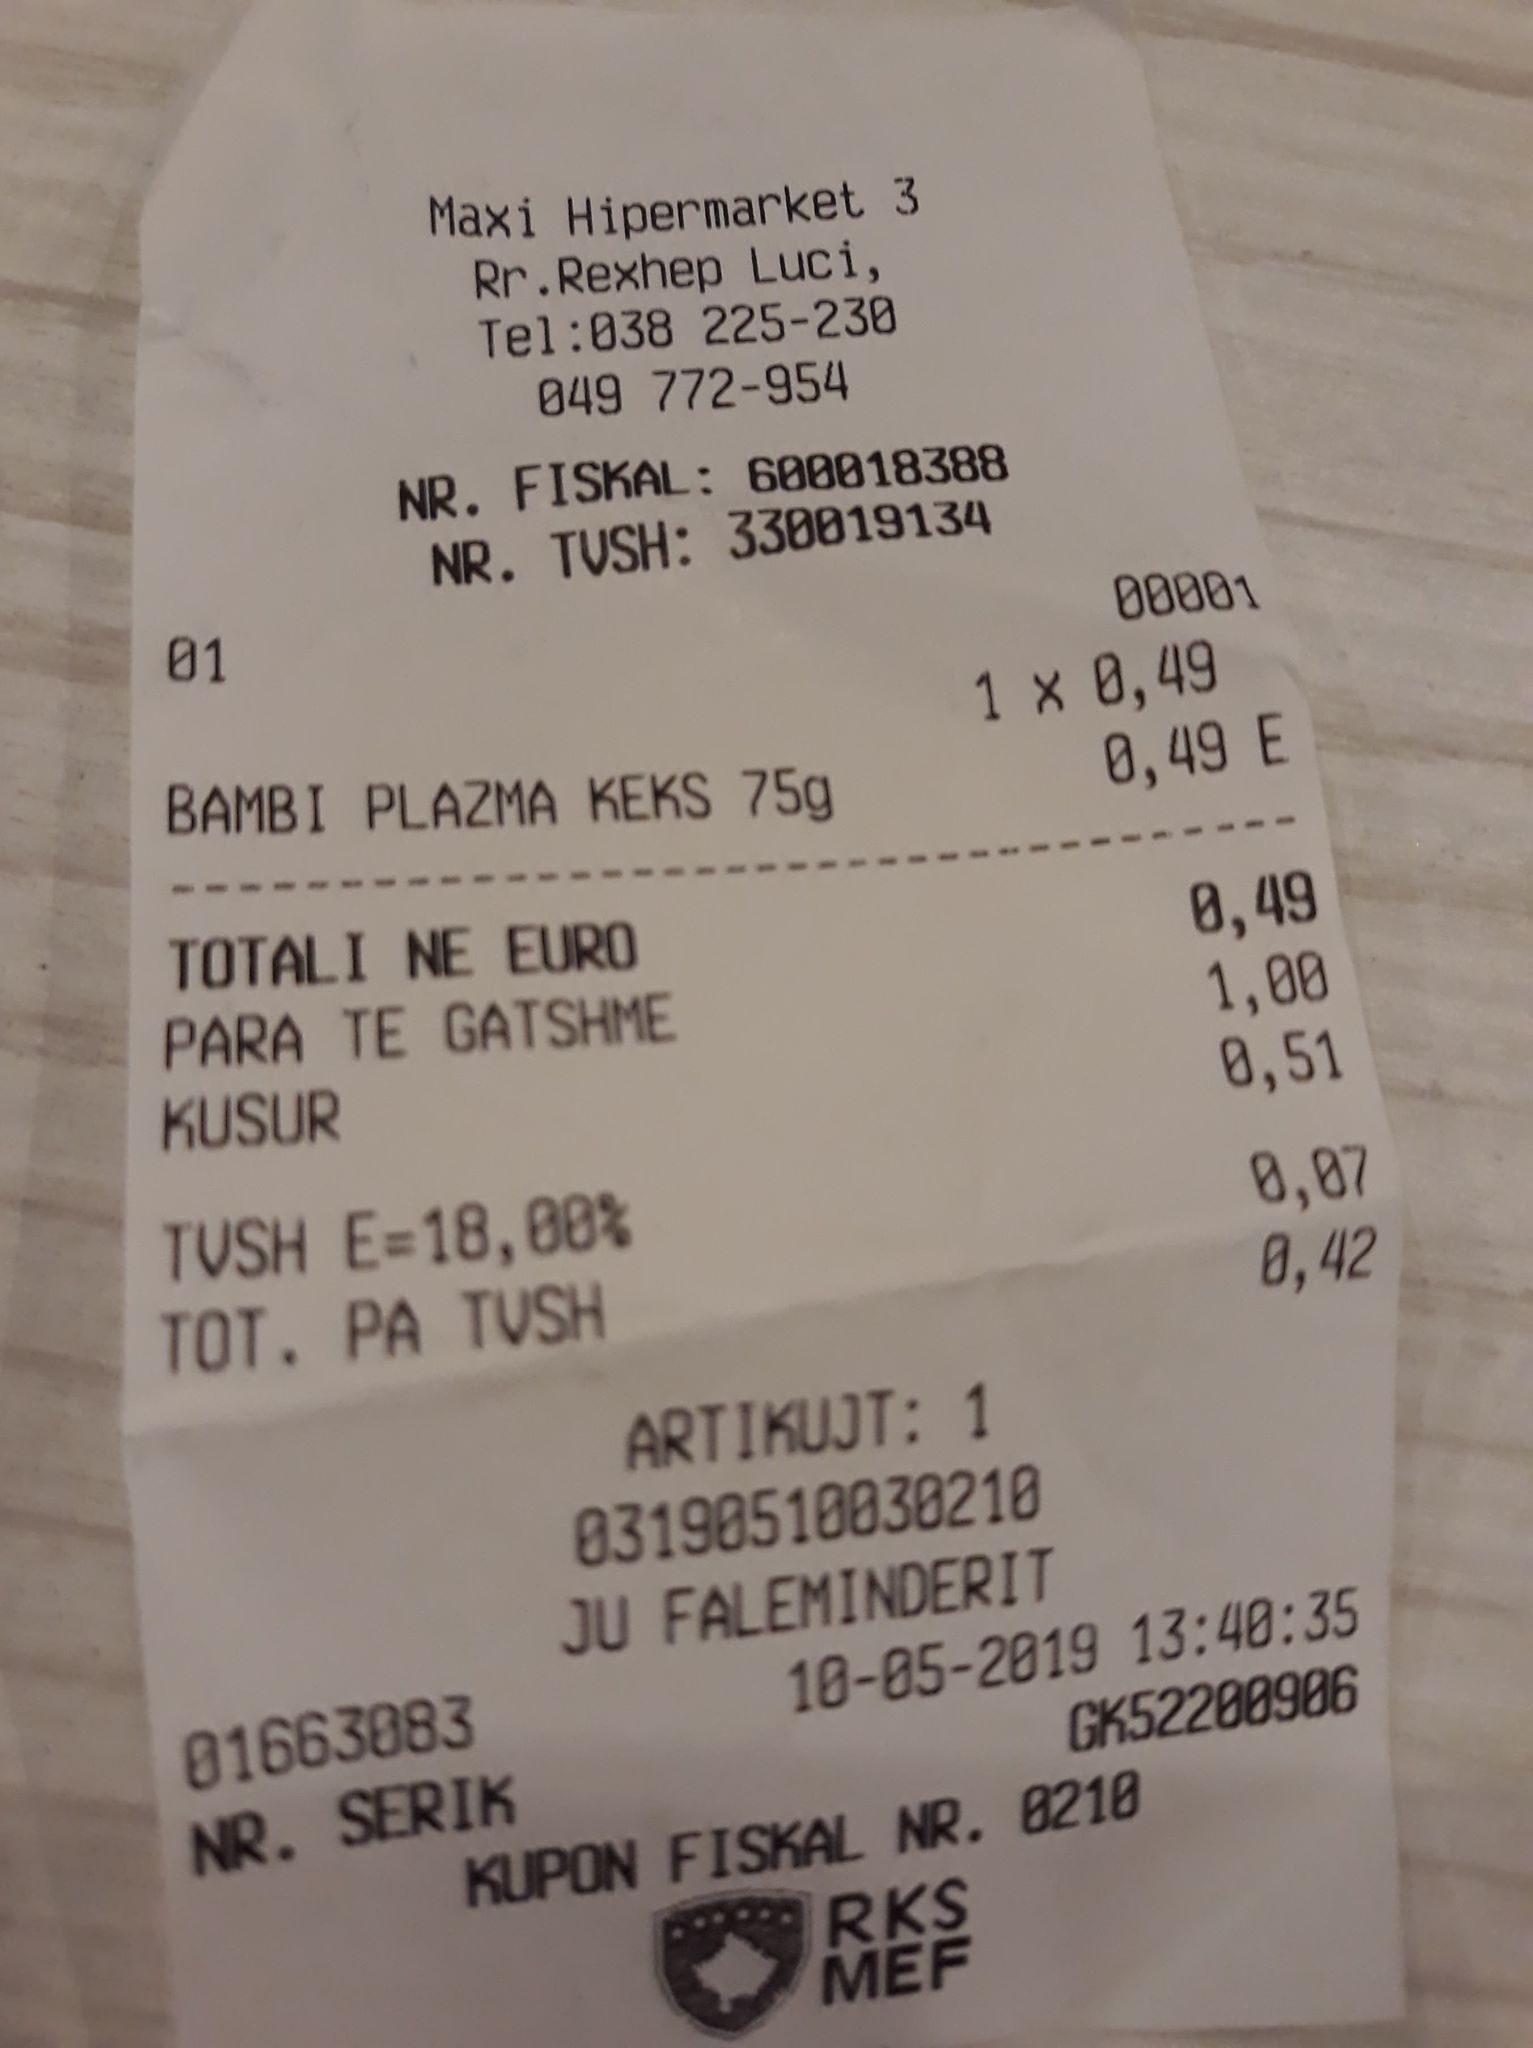 Maxi Hipermarket 3
Rr.Rexhep Luci,
Tel:038 225-230
049 772-954
NR. FISKAL: 600018388
NR. TVSH: 330019134
01 00001
1 x 0,49
BAMBI PLAZMA KEKS 75g 0,49 E
TOTALI NE EURO 0,49
PARA TE GATSHME 1,00
KUSUR 0,51
TVSH E=18,00% 0,07
TOT. PA TVSH 0,42
ARTIKUJT: 1
03190510030210
JU FALEMINDERIT
01663083 10-05-2019 13:40:35
NR. SERIK GK52200906
KUPON FISKAL NR. 0210
RKS
MEF